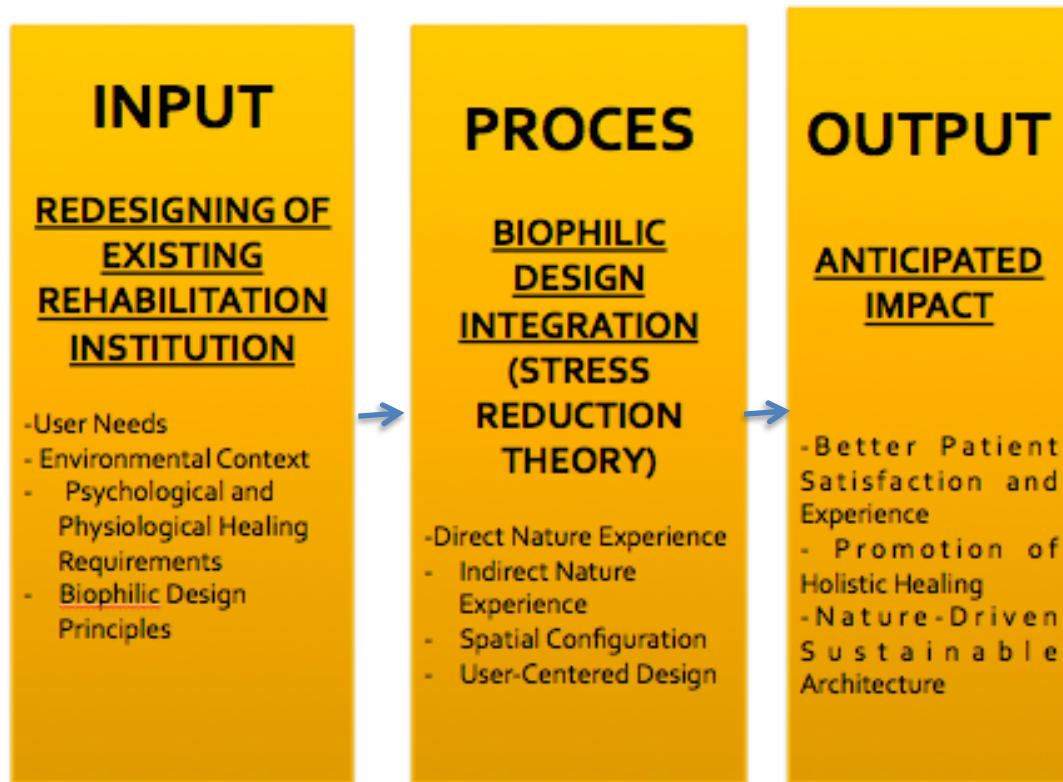 INPUT
REDESIGNING OF
EXISTING
REHABILITATION
INSTITUTION
-User Needs
- Environmental Context
- Psychological and
Physiological Healing
Requirements
- Biophilic Design
Principles
PROCES
BIOPHILIC
DESIGN
INTEGRATION
(STRESS
REDUCTION
THEORY)
-Direct Nature Experience
- Indirect Nature
Experience
- Spatial Configuration
- User-Centered Design
OUTPUT
ANTICIPATED
IMPACT
-Better Patient
Satisfaction and
Experience
- Promotion of
Holistic Healing
-Nature-Driven
Sustainable
Architecture